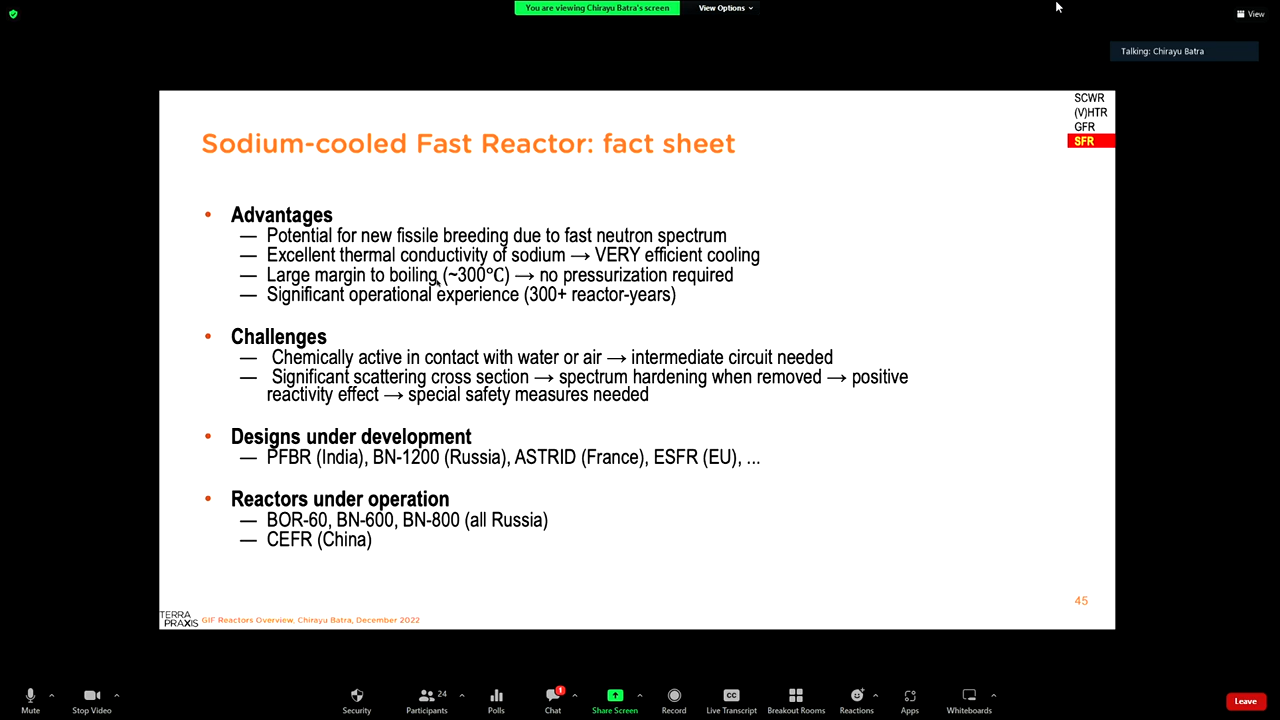 You are viewing Chirayu Batra's screen
View Options
View
Talking: Chirayu Batra
SCWR
(V)HTR
GFR
SFR
Sodium-cooled Fast Reactor: fact sheet
• Advantages
— Potential for new fissile breeding due to fast neutron spectrum
— Excellent thermal conductivity of sodium → VERY efficient cooling
— Large margin to boiling (~300℃) → no pressurization required
— Significant operational experience (300+ reactor-years)
• Challenges
— Chemically active in contact with water or air → intermediate circuit needed
— Significant scattering cross section → spectrum hardening when removed → positive
reactivity effect → special safety measures needed
• Designs under development
— PFBR (India), BN-1200 (Russia), ASTRID (France), ESFR (EU), ...
• Reactors under operation
— BOR-60, BN-600, BN-800 (all Russia)
— CEFR (China)
45
TERRA
PRAXIS
GIF Reactors Overview, Chirayu Batra, December 2022
24
1
CC
Mute
Stop Video
Security
Participants
Polls
Chat
Share Screen
Record
Live Transcript
Breakout Rooms
Reactions
Apps
Whiteboards
Leave